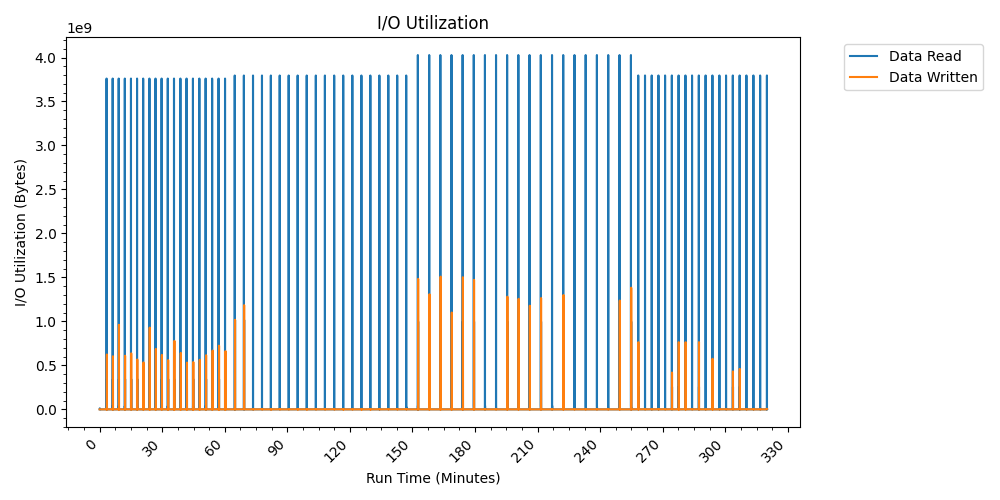 I/O Utilization
1e9
Data Read
Data Written
4.0
3.5
3.0
2.5
2.0
1.5
1.0
0.5
0.0
I/O Utilization (Bytes)
0 30 60 90 120 150 180 210 240 270 300 330
Run Time (Minutes)